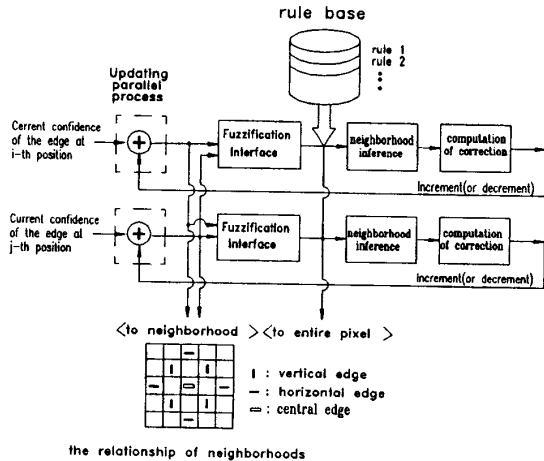 rule base
rule 1
rule 2
Updating
parallel
process
Cerrent confidence
of the edge at
i-th position
Fuzzification
Interface
neighborhood
inference
computation
of correction
Increment(or decrement)
Current confidence
of the edge at
j-th position
Fuzzification
Interface
neighborhood
inference
computation
of correction
Increment(or decrement)
<to neighborhood> <to entire pixel>
: vertical edge
: horizontal edge
: central edge
the relationship of neighborhoods